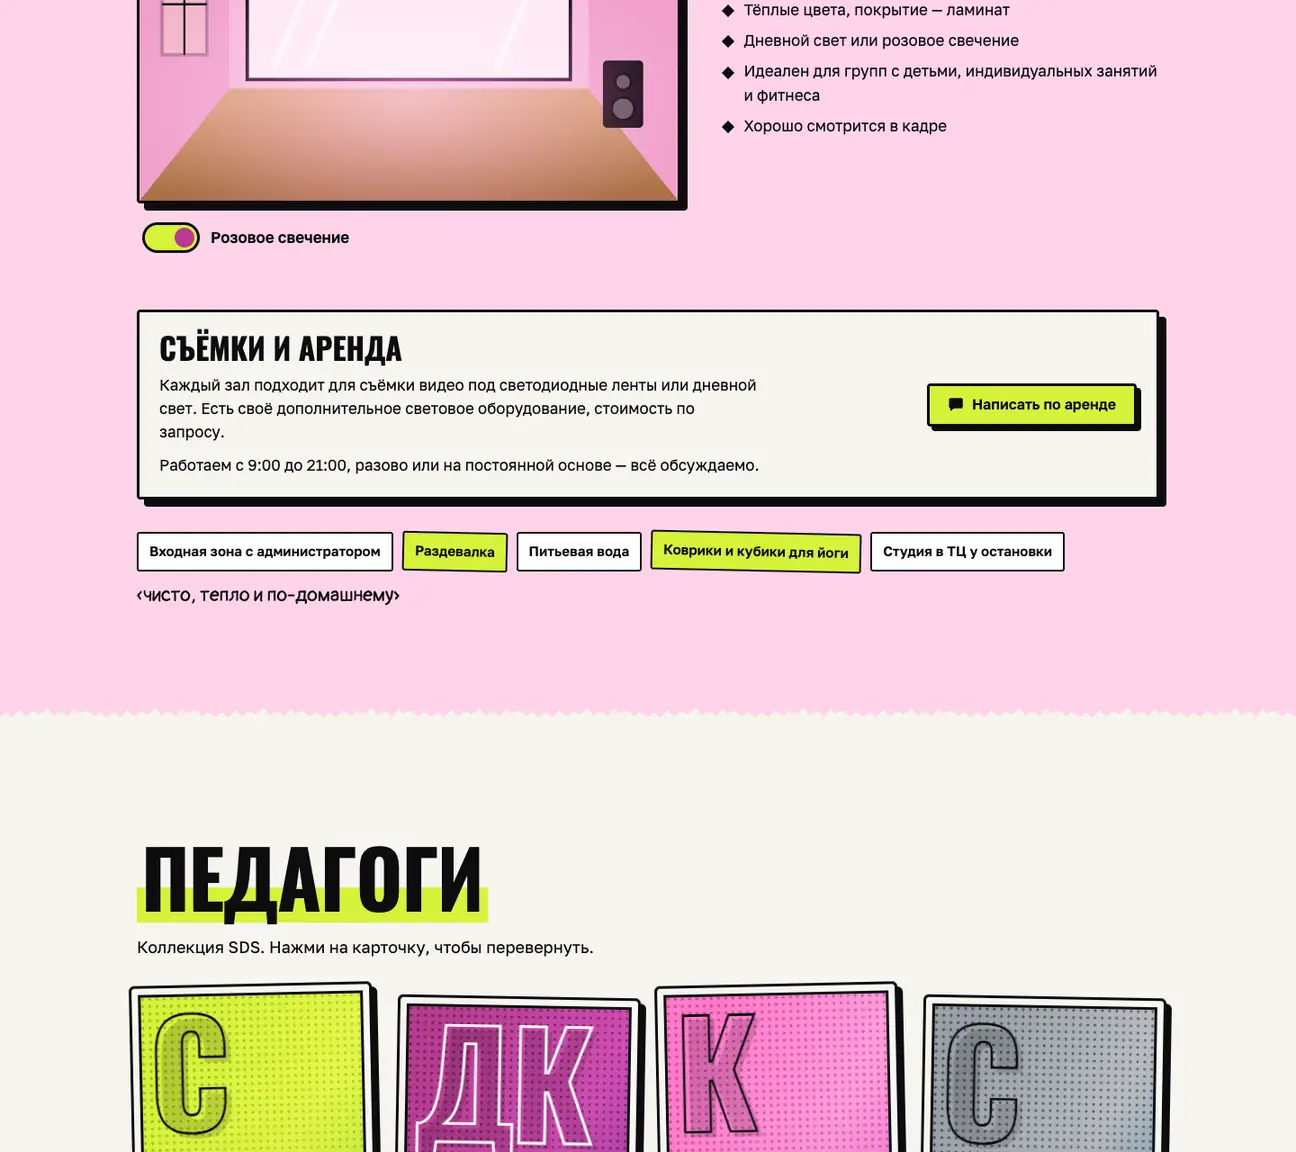 Тёплые цвета, покрытие — ламинат
Дневной свет или розовое свечение
Идеален для групп с детьми, индивидуальных занятий
и фитнеса
Хорошо смотрится в кадре
Розовое свечение
СЪЁМКИ И АРЕНДА
Каждый зал подходит для съёмки видео под светодиодные ленты или дневной
свет. Есть своё дополнительное световое оборудование, стоимость по
запросу.
Работаем с 9:00 до 21:00, разово или на постоянной основе — всё обсуждаемо.
Написать по аренде
Входная зона с администратором
Раздевалка
Питьевая вода
Коврики и кубики для йоги
Студия в ТЦ у остановки
‹чисто, тепло и по-домашнему›
ПЕДАГОГИ
Коллекция SDS. Нажми на карточку, чтобы перевернуть.
С
ДК
К
С